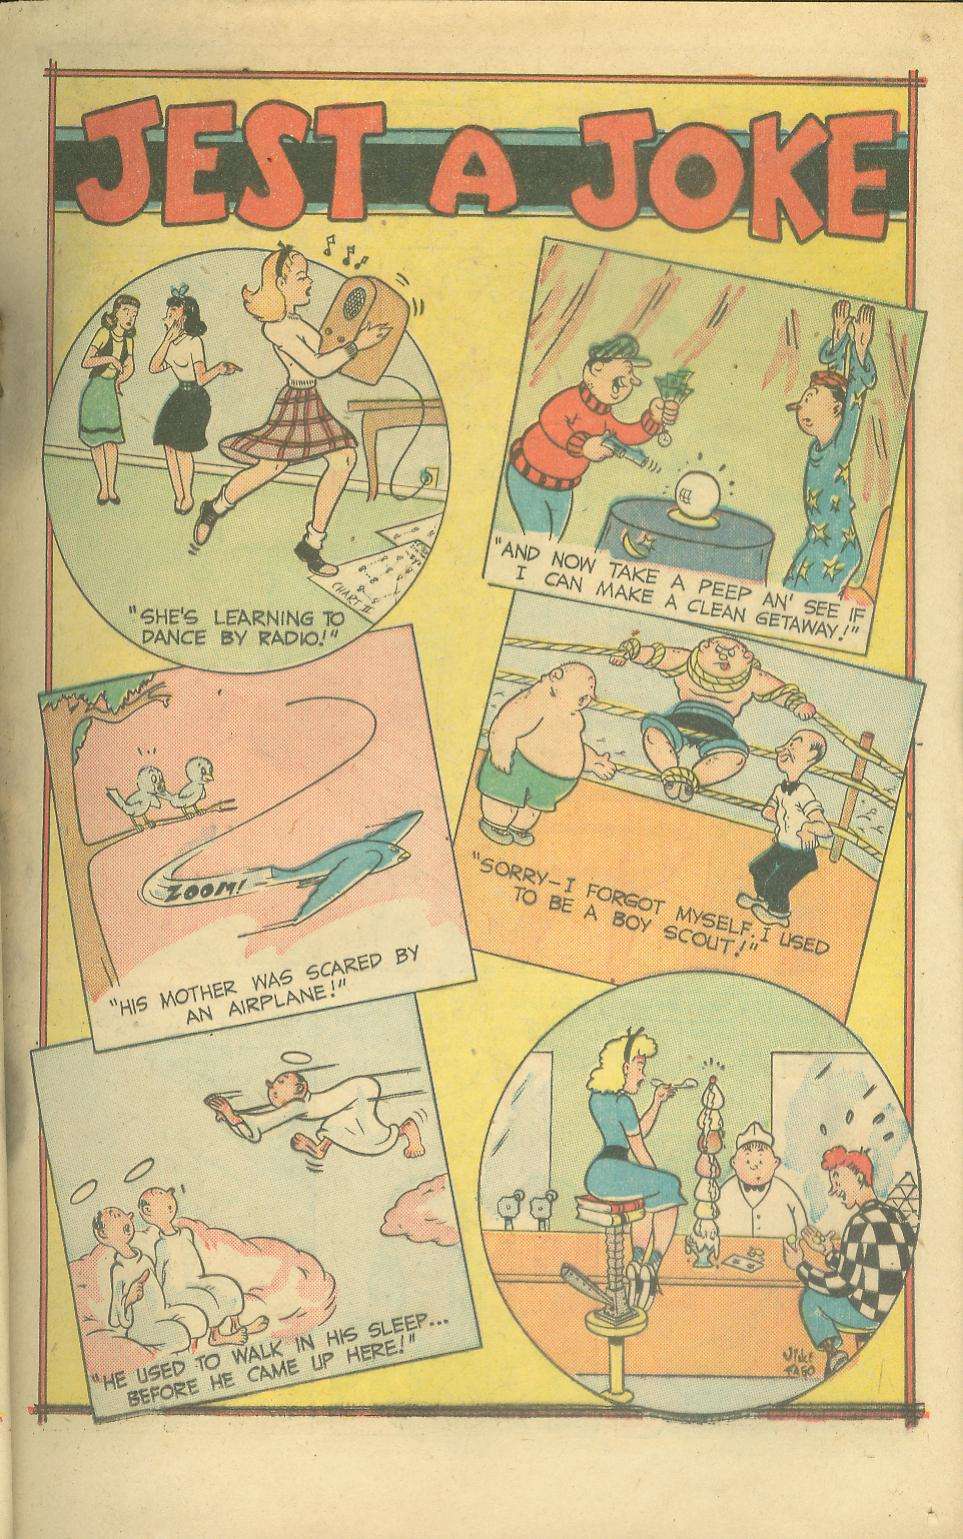 JEST A JOKE
"SHE'S LEARNING TO
DANCE BY RADIO!"
CHART II
"AND NOW TAKE A PEEP AN' SEE IF
I CAN MAKE A CLEAN GETAWAY!"
ZOOM!
"HIS MOTHER WAS SCARED BY
AN AIRPLANE!"
"SORRY-I FORGOT MYSELF. I USED
TO BE A BOY SCOUT!"
"HE USED TO WALK IN HIS SLEEP...
BEFORE HE CAME UP HERE!"